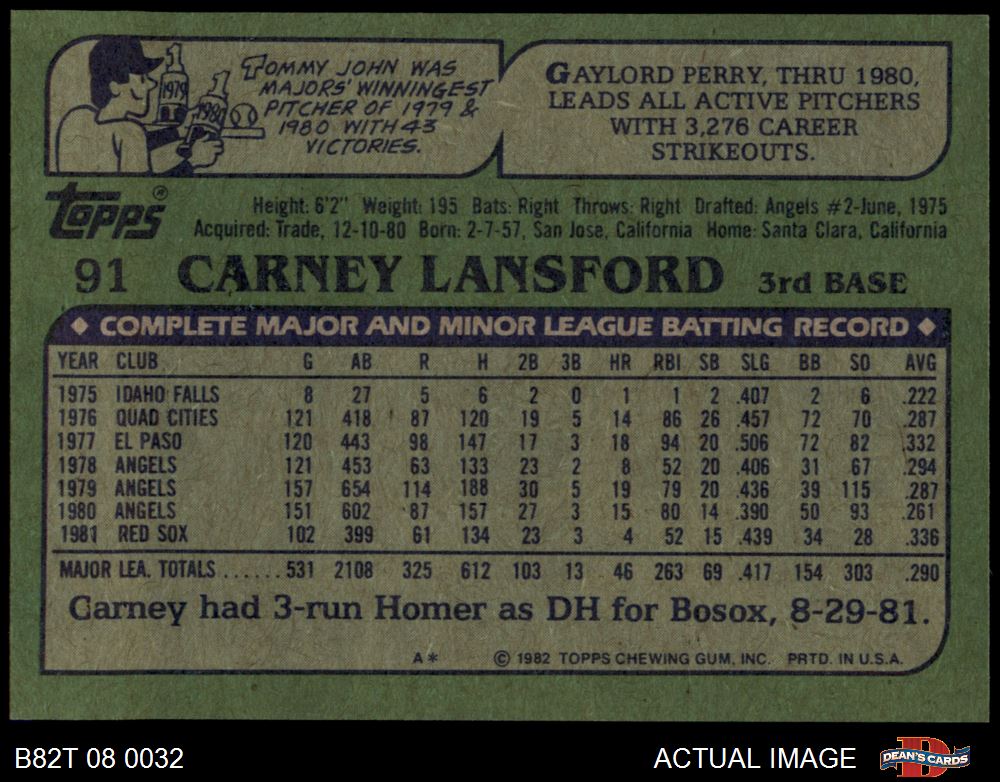 TOMMY JOHN WAS
MAJORS' WINNINGEST
PITCHER OF 1979 &
1980 WITH 43
VICTORIES.
1979
1980
GAYLORD PERRY, THRU 1980,
LEADS ALL ACTIVE PITCHERS
WITH 3,276 CAREER
STRIKEOUTS.
Topps®
Height: 6'2" Weight: 195 Bats: Right Throws: Right Drafted: Angels #2-June, 1975
Acquired: Trade, 12-10-80 Born: 2-7-57, San Jose, California Home: Santa Clara, California
91 CARNEY LANSFORD 3rd BASE
◆ COMPLETE MAJOR AND MINOR LEAGUE BATTING RECORD ◆
YEAR CLUB G AB R H 2B 3B HR RBI SB SLG BB SO AVG
1975 IDAHO FALLS 8 27 5 6 2 0 1 1 2 .407 2 6 .222
1976 QUAD CITIES 121 418 87 120 19 5 14 86 26 .457 72 70 .287
1977 EL PASO 120 443 98 147 17 3 18 94 20 .506 72 82 .332
1978 ANGELS 121 453 63 133 23 2 8 52 20 .406 31 67 .294
1979 ANGELS 157 654 114 188 30 5 19 79 20 .436 39 115 .287
1980 ANGELS 151 602 87 157 27 3 15 80 14 .390 50 93 .261
1981 RED SOX 102 399 61 134 23 3 4 52 15 .439 34 28 .336
MAJOR LEA. TOTALS ...... 531 2108 325 612 103 13 46 263 69 .417 154 303 .290
Carney had 3-run Homer as DH for Bosox, 8-29-81.
A* © 1982 TOPPS CHEWING GUM, INC. PRTD. IN U.S.A.
B82T 08 0032 ACTUAL IMAGE DEAN'S CARDS